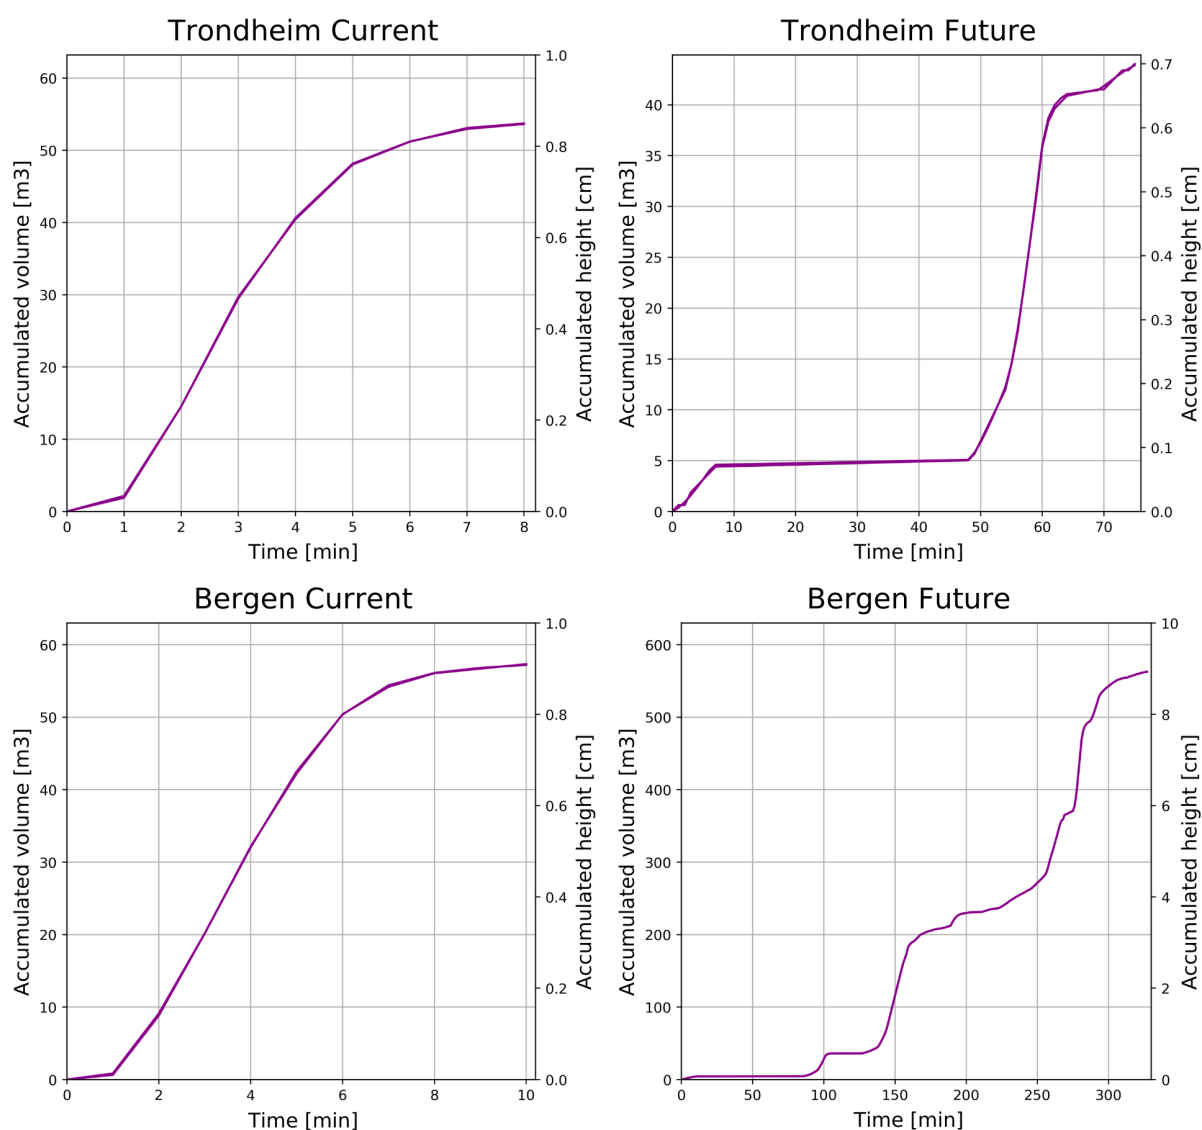 Trondheim Current
Accumulated volume [m3]
60
50
40
30
20
10
0
1.0
0.8
0.6
0.4
0.2
0.0
Accumulated height [cm]
0 1 2 3 4 5 6 7 8
Time [min]
Trondheim Future
Accumulated volume [m3]
40
35
30
25
20
15
10
5
0
0.7
0.6
0.5
0.4
0.3
0.2
0.1
0.0
Accumulated height [cm]
0 10 20 30 40 50 60 70
Time [min]
Bergen Current
Accumulated volume [m3]
60
50
40
30
20
10
0
1.0
0.8
0.6
0.4
0.2
0.0
Accumulated height [cm]
0 2 4 6 8 10
Time [min]
Bergen Future
Accumulated volume [m3]
600
500
400
300
200
100
0
10
8
6
4
2
0
Accumulated height [cm]
0 50 100 150 200 250 300
Time [min]